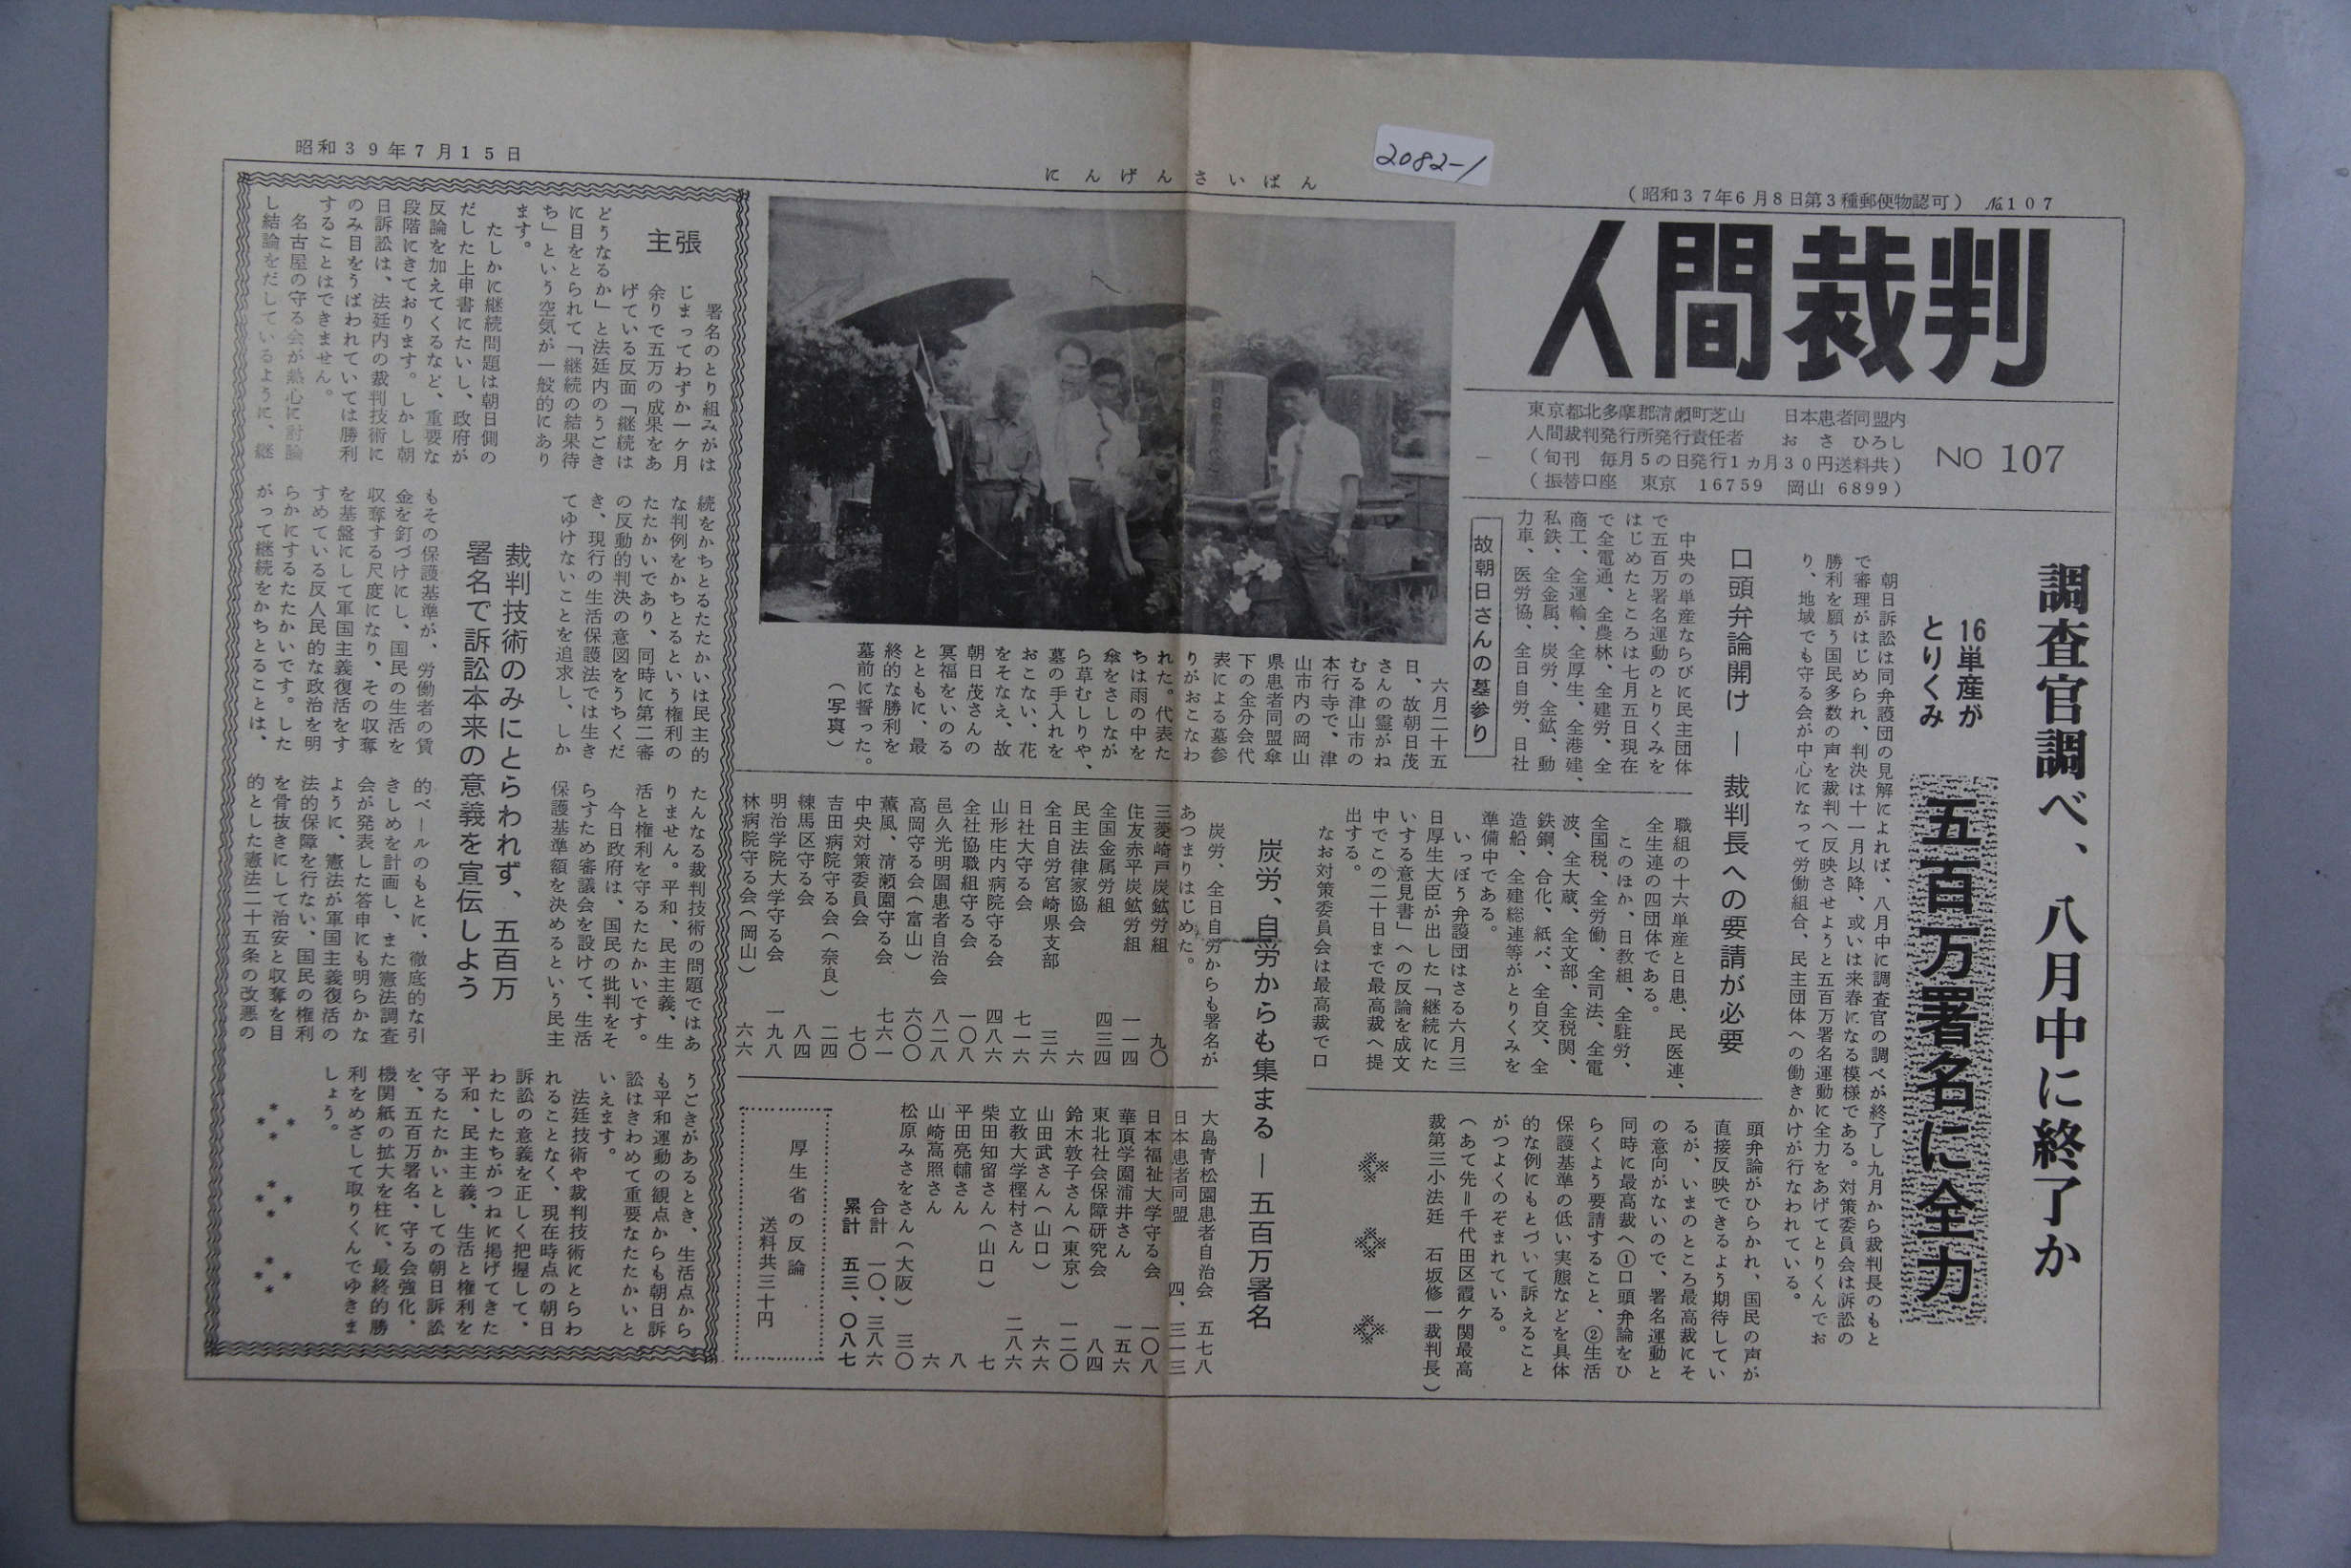 昭和39年7月15日
にんげんさいばん
2082-1
(昭和37年6月8日第3種郵便物認可) №107
人間裁判
東京都北多摩郡清瀬町芝山 日本患者同盟内
人間裁判発行所発行責任者 おさ ひろし
(旬刊 毎月5の日発行1ヵ月30円送料共)
(振替口座 東京 16759 岡山 6899)
NO 107
調査官調べ、八月中に終了か
16単産が
とりくみ
五百万署名に全力
朝日訴訟は同弁護団の見解によれば、八月中に調査官の調べが終了し九月から裁判長のもと
で審理がはじめられ、判決は十一月以降、或いは来春になる模様である。対策委員会は訴訟の
勝利を願う国民多数の声を裁判へ反映させようと五百万署名運動に全力をあげてとりくんでお
り、地域でも守る会が中心になって労働組合、民主団体への働きかけが行なわれている。
口頭弁論開け ― 裁判長への要請が必要
中央の単産ならびに民主団体
で五百万署名運動のとりくみを
はじめたところは七月五日現在
で全電通、全農林、全建労、全
商工、全運輸、全厚生、全港建、
私鉄、全金属、炭労、全鉱、動
力車、医労協、全日自労、日社
職組の十六単産と日患、民医連、
全生連の四団体である。
このほか、日教組、全駐労、
全国税、全労働、全司法、全電
波、全大蔵、全文部、全税関、
鉄鋼、合化、紙パ、全自交、全
造船、全建総連等がとりくみを
準備中である。
いっぽう弁護団はさる六月三
日厚生大臣が出した「継続にた
いする意見書」への反論を成文
中でこの二十日まで最高裁へ提
出する。
なお対策委員会は最高裁で口
頭弁論がひらかれ、国民の声が
直接反映できるよう期待してい
るが、いまのところ最高裁にそ
の意向がないので、署名運動と
同時に最高裁へ①口頭弁論をひ
らくよう要請すること、②生活
保護基準の低い実態などを具体
的な例にもとづいて訴えること
がつよくのぞまれている。
(あて先=千代田区霞ケ関最高
裁第三小法廷 石坂修一裁判長)
故朝日さんの墓参り
六月二十五
日、故朝日茂
さんの霊がね
むる津山市の
本行寺で、津
山市内の岡山
県患者同盟傘
下の全分会代
表による墓参
りがおこなわ
れた。代表た
ちは雨の中を
傘をさしなが
ら草むしりや、
墓の手入れを
おこない、花
をそなえ、故
朝日茂さんの
冥福をいのる
とともに、最
終的な勝利を
墓前に誓った。
(写真)
炭労、自労からも集まる ― 五百万署名
炭労、全日自労からも署名が
あつまりはじめた。
三菱崎戸炭鉱労組 九〇
住友赤平炭鉱労組 一一四
全国金属労組 四三四
民主法律家協会 六
全日自労宮崎県支部 三六
日社大守る会 七一六
山形庄内病院守る会 四八六
全社協職組守る会 一〇八
邑久光明園患者自治会 八二八
高岡守る会(富山) 六〇〇
薫風、清瀬園守る会 七六一
中央対策委員会 七〇
吉田病院守る会(奈良) 二四
練馬区守る会 八四
明治学院大学守る会 一九八
林病院守る会(岡山) 六六
大島青松園患者自治会 五七八
日本患者同盟 四、三一三
日本福祉大学守る会 一〇八
華頂学園浦井さん 一五六
東北社会保障研究会 八四
鈴木敦子さん(東京) 一二〇
山田武さん(山口) 六六
立教大学樫村さん 二八六
柴田知留さん(山口) 七
平田亮輔さん 八
山崎高照さん 六
松原みさをさん(大阪) 三〇
合計 一〇、三八六
累計 五三、〇八七
厚生省の反論
送料共三十円
主張
署名のとり組みがは
じまってわずか一ヶ月
余りで五万の成果をあ
げている反面「継続は
どうなるか」と法廷内のうごき
に目をとられて「継続の結果待
ち」という空気が一般的にあり
ます。
たしかに継続問題は朝日側の
だした上申書にたいし、政府が
反論を加えてくるなど、重要な
段階にきております。しかし朝
日訴訟は、法廷内の裁判技術に
のみ目をうばわれていては勝利
することはできません。
名古屋の守る会が熱心に討論
し結論をだしているように、継
続をかちとるたたかいは民主的
な判例をかちとるという権利の
たたかいであり、同時に第二審
の反動的判決の意図をうちくだ
き、現行の生活保護法では生き
てゆけないことを追求し、しか
裁判技術のみにとらわれず、五百万
署名で訴訟本来の意義を宣伝しよう
もその保護基準が、労働者の賃
金を釘づけにし、国民の生活を
収奪する尺度になり、その収奪
を基盤にして軍国主義復活をす
すめている反人民的な政治を明
らかにするたたかいです。した
がって継続をかちとることは、
たんなる裁判技術の問題ではあ
りません。平和、民主主義、生
活と権利を守るたたかいです。
今日政府は、国民の批判をそ
らすため審議会を設けて、生活
保護基準額を決めるという民主
的ベールのもとに、徹底的な引
きしめを計画し、また憲法調査
会が発表した答申にも明らかな
ように、憲法が軍国主義復活の
法的保障を行ない、国民の権利
を骨抜きにして治安と収奪を目
的とした憲法二十五条の改悪の
うごきがあるとき、生活点から
も平和運動の観点からも朝日訴
訟はきわめて重要なたたかいと
いえます。
法廷技術や裁判技術にとらわ
れることなく、現在時点の朝日
訴訟の意義を正しく把握して、
わたしたちがつねに掲げてきた
平和、民主主義、生活と権利を
守るたたかいとしての朝日訴訟
を、五百万署名、守る会強化、
機関紙の拡大を柱に、最終的勝
利をめざして取りくんでゆきま
しょう。